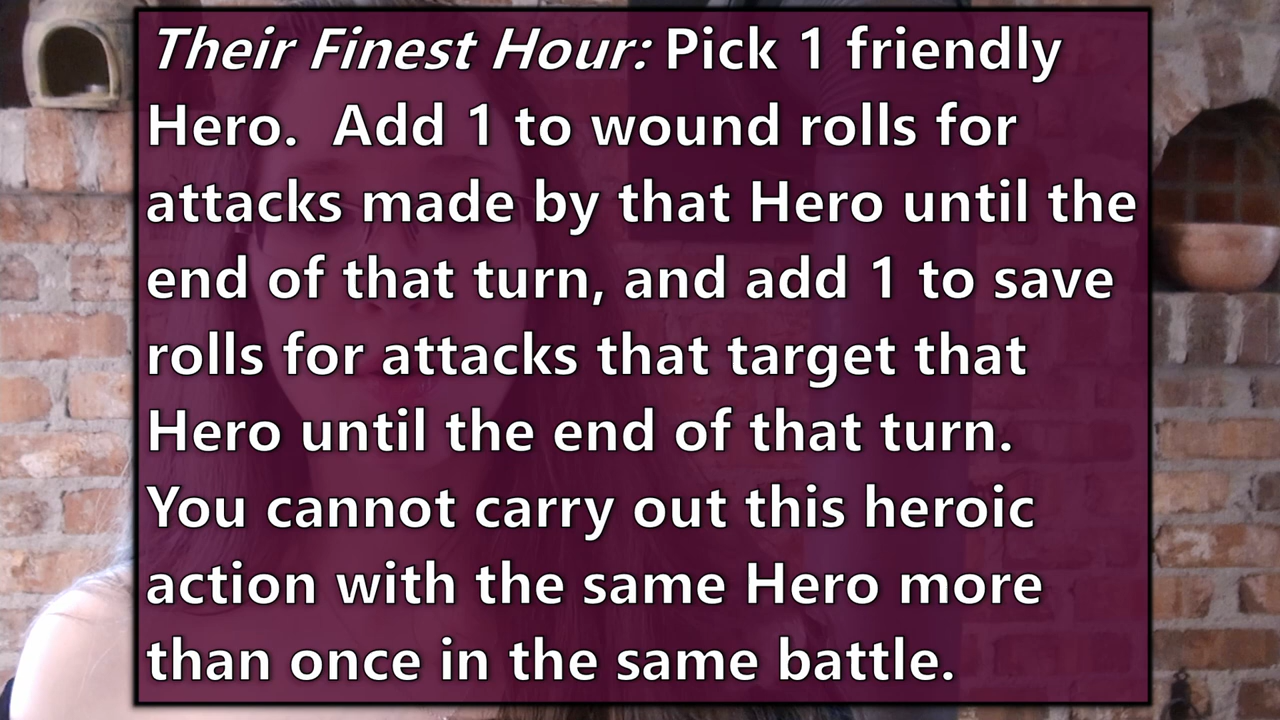 Their Finest Hour: Pick 1 friendly
Hero.  Add 1 to wound rolls for
attacks made by that Hero until the
end of that turn, and add 1 to save
rolls for attacks that target that
Hero until the end of that turn.
You cannot carry out this heroic
action with the same Hero more
than once in the same battle.